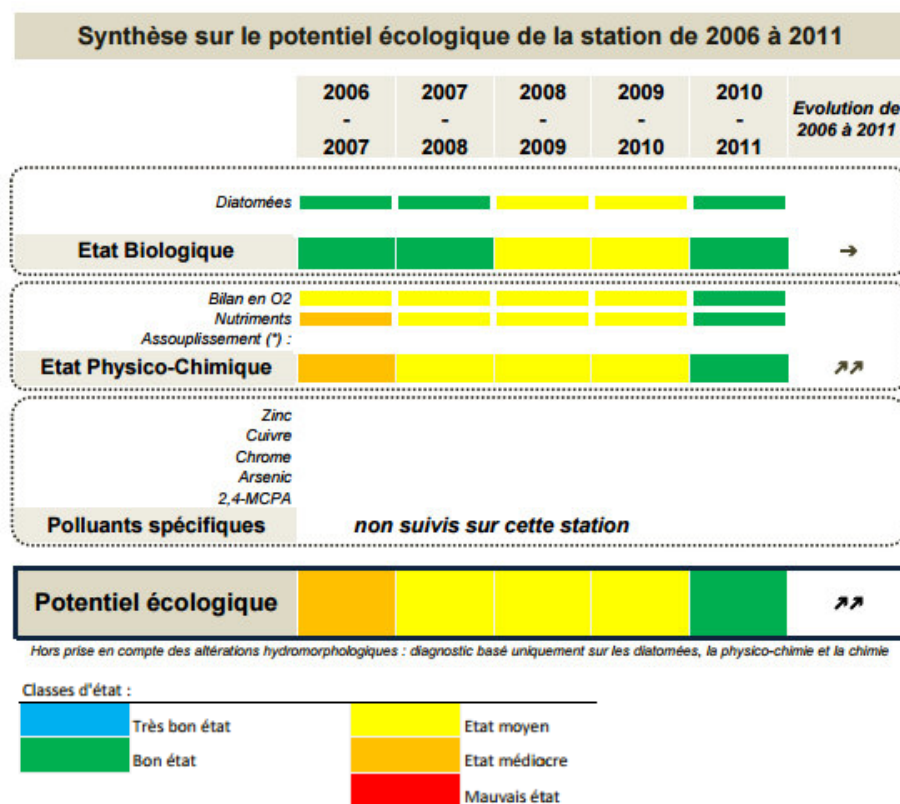 Synthèse sur le potentiel écologique de la station de 2006 à 2011
2006 - 2007
2007 - 2008
2008 - 2009
2009 - 2010
2010 - 2011
Evolution de 2006 à 2011
Diatomées
Etat Biologique ➔
Bilan en O2
Nutriments
Assouplissement (*) :
Etat Physico-Chimique ↗↗
Zinc
Cuivre
Chrome
Arsenic
2,4-MCPA
Polluants spécifiques non suivis sur cette station
Potentiel écologique ↗↗
Hors prise en compte des altérations hydromorphologiques : diagnostic basé uniquement sur les diatomées, la physico-chimie et la chimie
Classes d'état :
Très bon état
Etat moyen
Bon état
Etat médiocre
Mauvais état